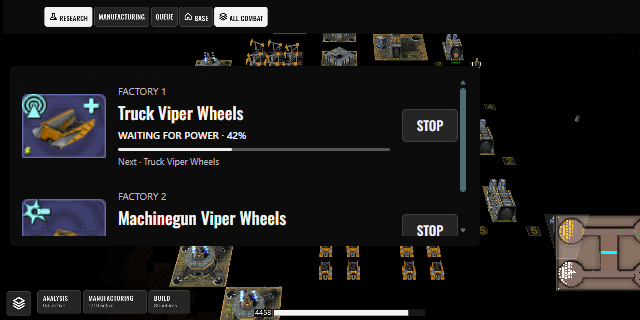 RESEARCH
MANUFACTURING
QUEUE
BASE
ALL COMBAT
FACTORY 1
Truck Viper Wheels
WAITING FOR POWER · 42%
Next · Truck Viper Wheels
STOP
FACTORY 2
Machinegun Viper Wheels
STOP
ANALYSIS
MANUFACTURING
BUILD
Structures
4458